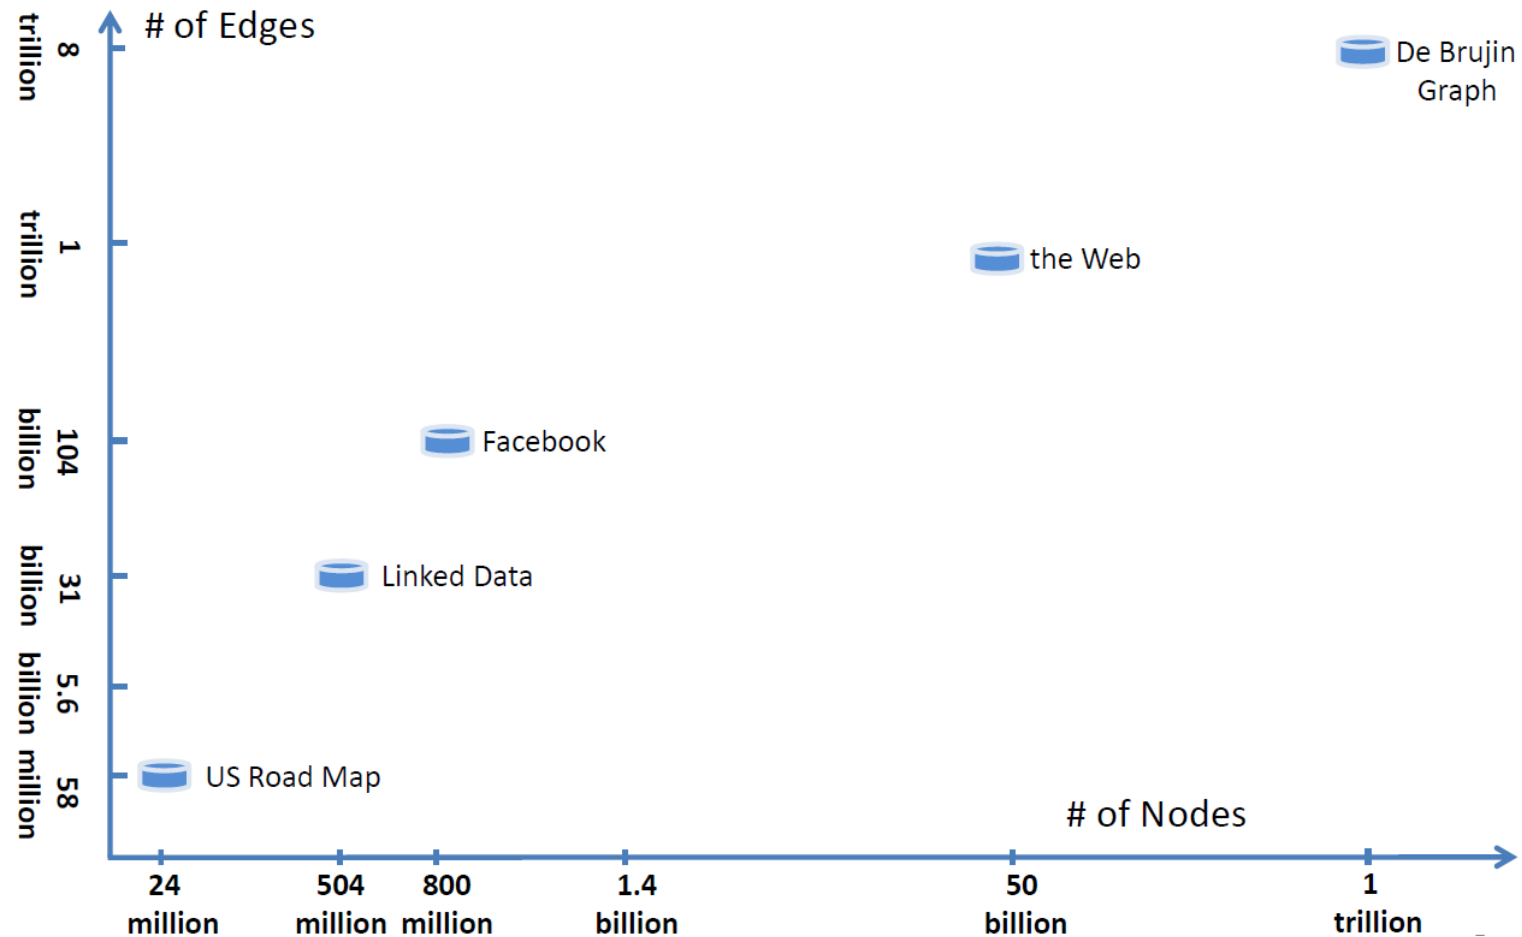 # of Edges
8
trillion
De Brujin
Graph
1
trillion
the Web
104
billion
Facebook
31
billion
Linked Data
5.6
billion
58
million
US Road Map
# of Nodes
24
million
504
million
800
million
1.4
billion
50
billion
1
trillion